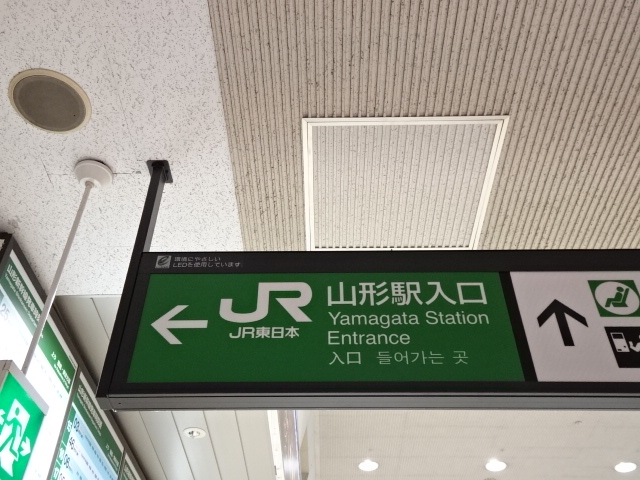 環境にやさしい
LEDを使用しています
JR
JR東日本
山形駅入口
Yamagata Station
Entrance
入口 들어가는 곳